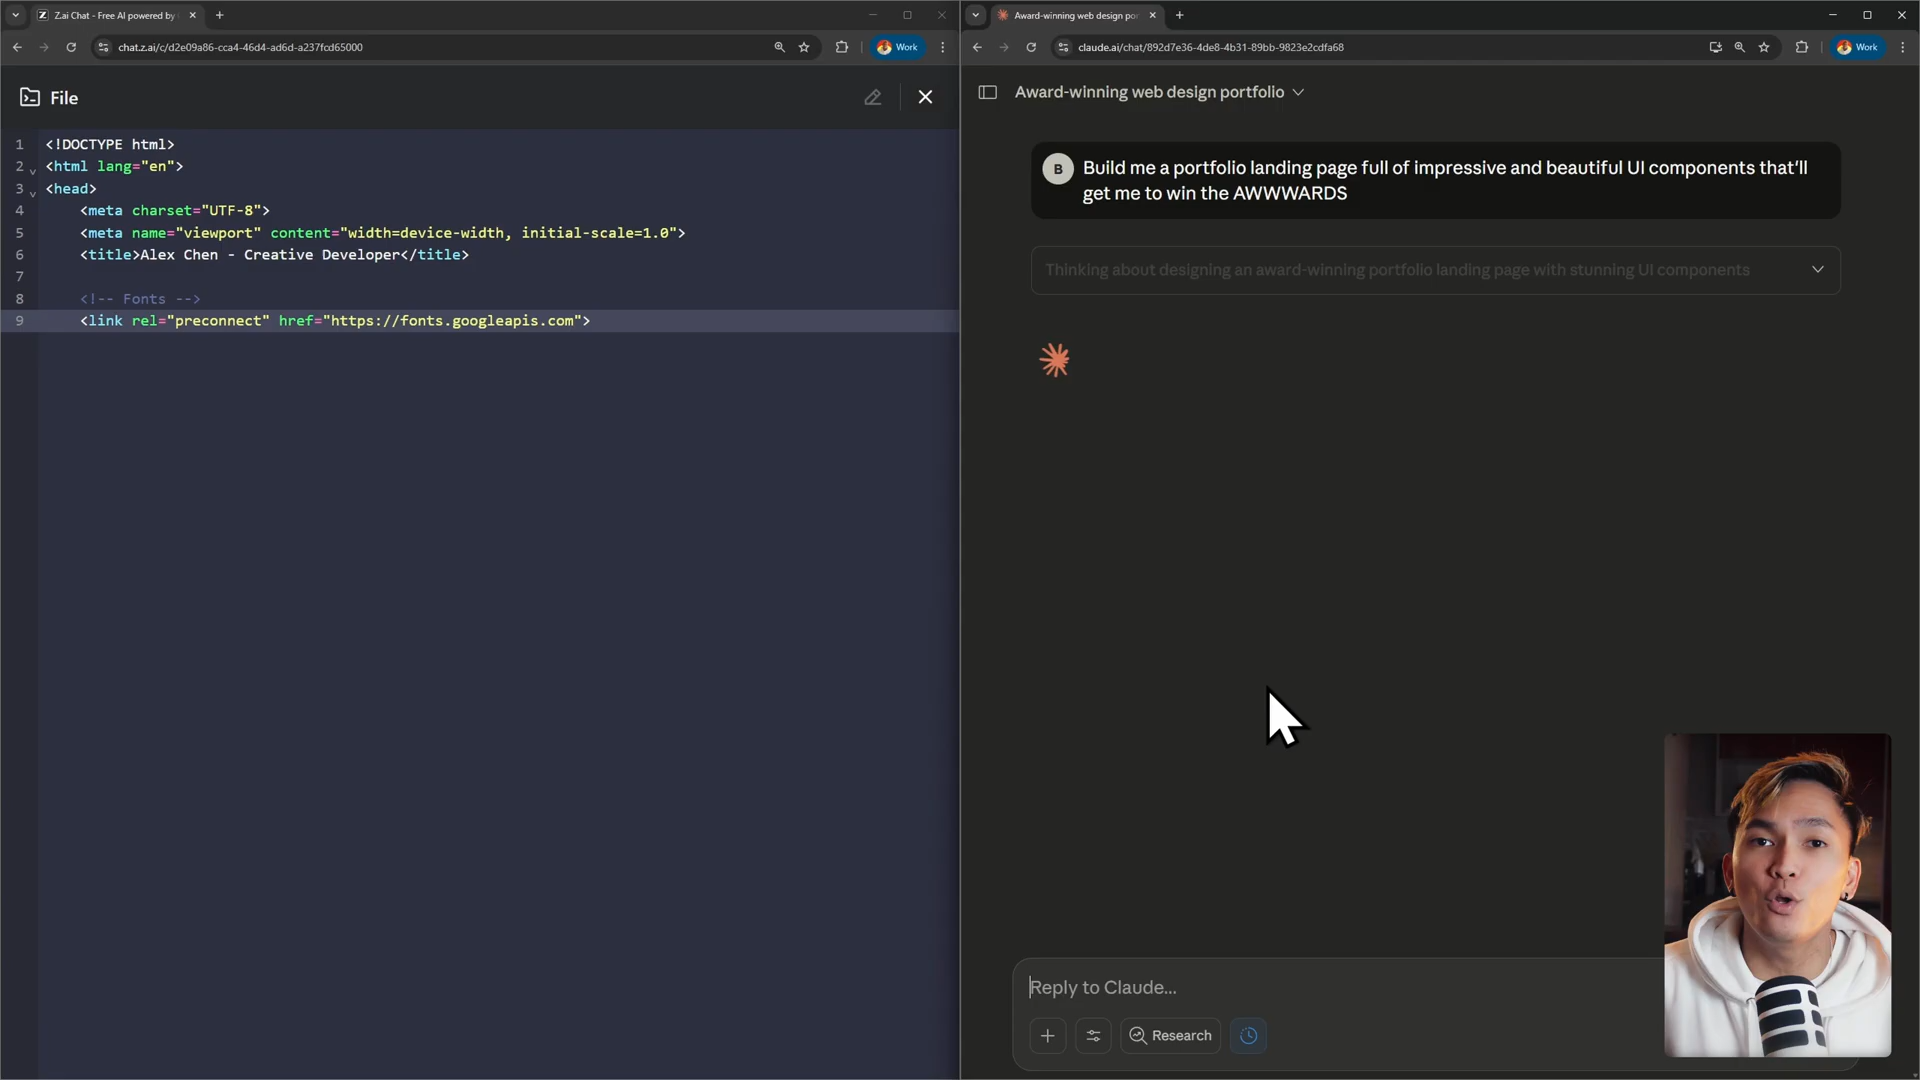 Z.ai Chat - Free AI powered by
chat.z.ai/c/d2e09a86-cca4-46d4-ad6d-a237fcd65000
Work
File
1 <!DOCTYPE html>
2 <html lang="en">
3 <head>
4 <meta charset="UTF-8">
5 <meta name="viewport" content="width=device-width, initial-scale=1.0">
6 <title>Alex Chen - Creative Developer</title>
7
8 <!-- Fonts -->
9 <link rel="preconnect" href="https://fonts.googleapis.com">
Award-winning web design por
claude.ai/chat/892d7e36-4de8-4b31-89bb-9823e2cdfa68
Work
Award-winning web design portfolio
B
Build me a portfolio landing page full of impressive and beautiful UI components that'll
get me to win the AWWWARDS
Thinking about designing an award-winning portfolio landing page with stunning UI components
Reply to Claude...
Research